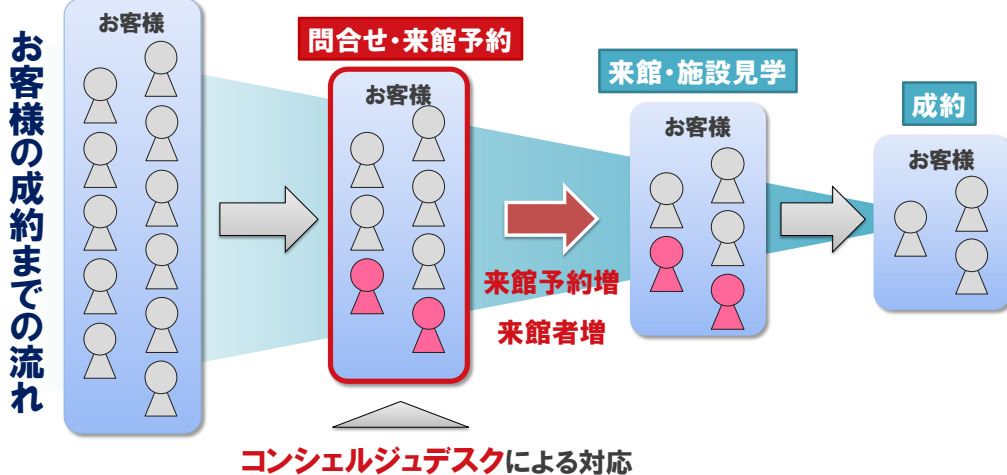 お客様の成約までの流れ
お客様
問合せ・来館予約
お客様
来館・施設見学
お客様
成約
お客様
来館予約増
来館者増
コンシェルジュデスクによる対応